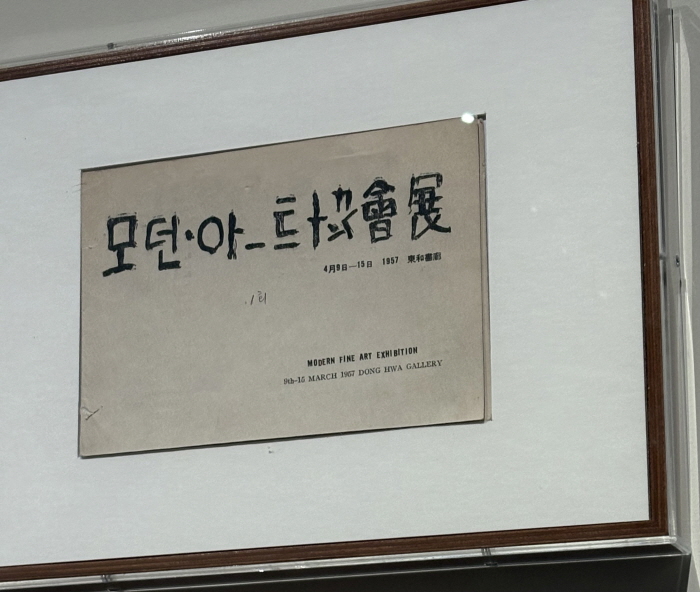 모던·아–트協會展
4月9日—15日 1957 東和畵廊
MODERN FINE ART EXHIBITION
9th-15 MARCH 1957 DONG HWA GALLERY